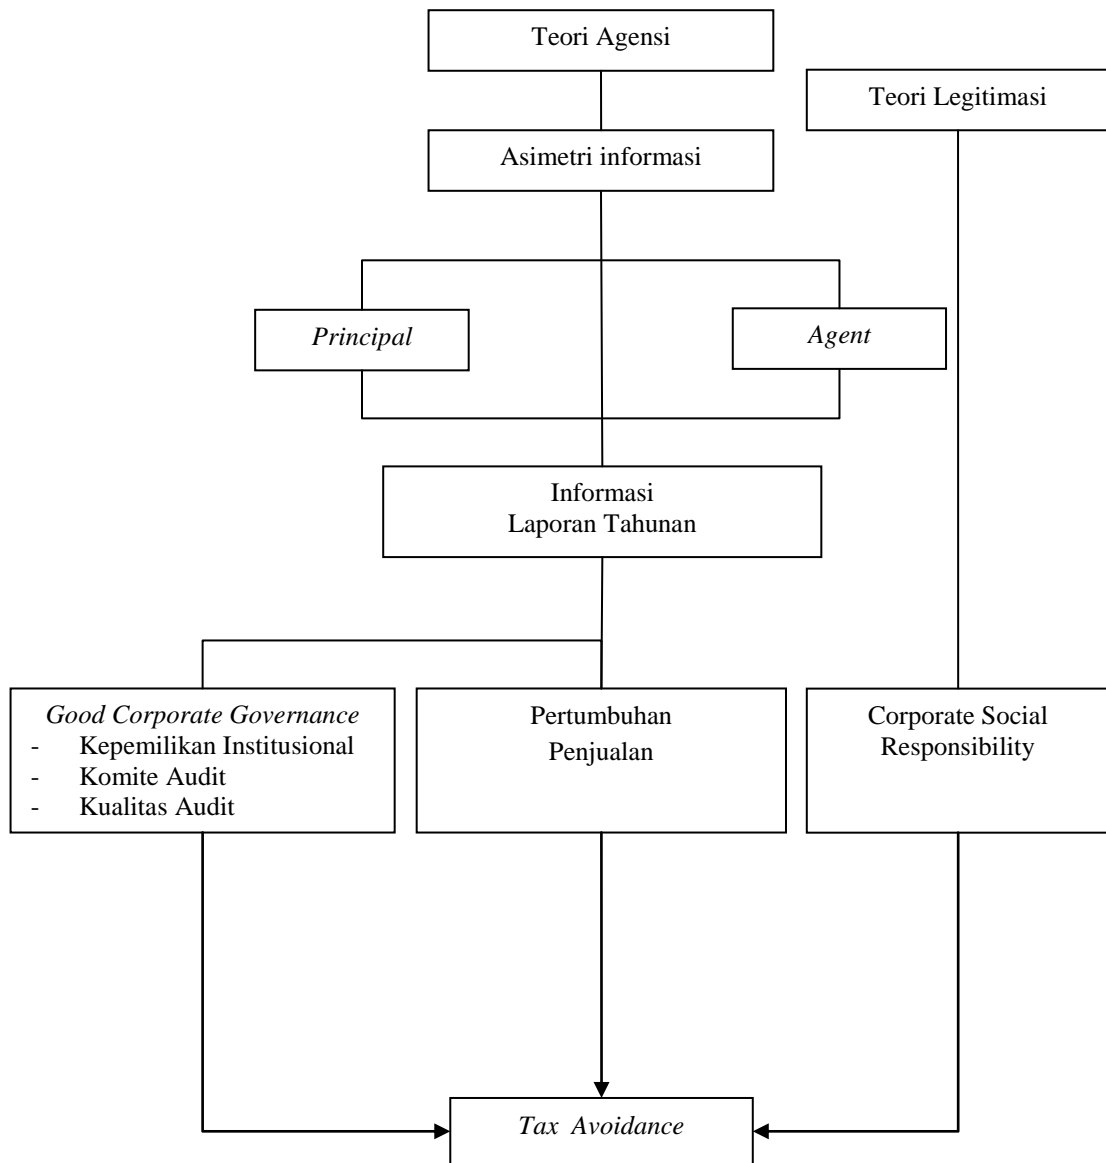 Teori Agensi
Teori Legitimasi
Asimetri informasi
Principal
Agent
Informasi
Laporan Tahunan
Good Corporate Governance
- Kepemilikan Institusional
- Komite Audit
- Kualitas Audit
Pertumbuhan
Penjualan
Corporate Social
Responsibility
Tax Avoidance